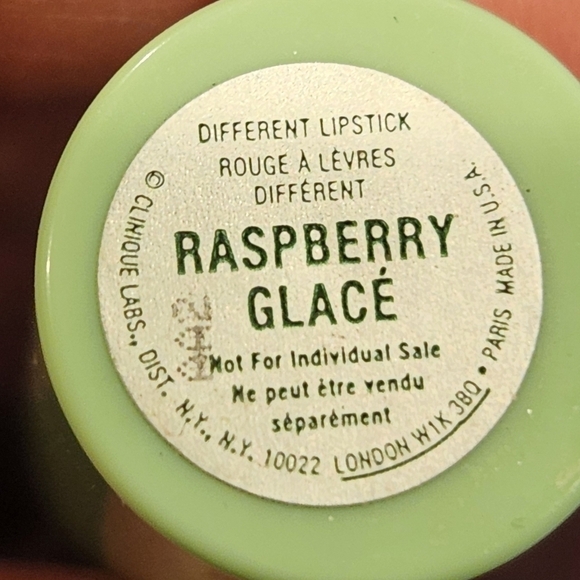 DIFFERENT LIPSTICK
ROUGE À LÈVRES
DIFFÉRENT
RASPBERRY
GLACÉ
Not For Individual Sale
Ne peut être vendu
séparément
© CLINIQUE LABS., DIST. N.Y., N.Y. 10022 LONDON W1K 3BQ • PARIS MADE IN U.S.A.